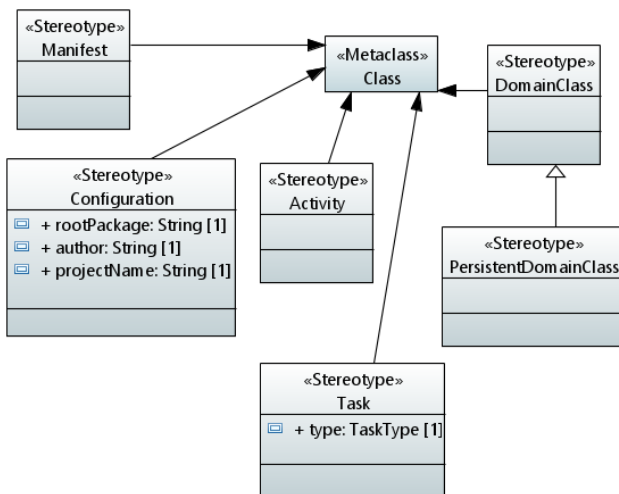 «Stereotype»
Manifest
«Metaclass»
Class
«Stereotype»
DomainClass
«Stereotype»
Configuration
+ rootPackage: String [1]
+ author: String [1]
+ projectName: String [1]
«Stereotype»
Activity
«Stereotype»
PersistentDomainClass
«Stereotype»
Task
+ type: TaskType [1]